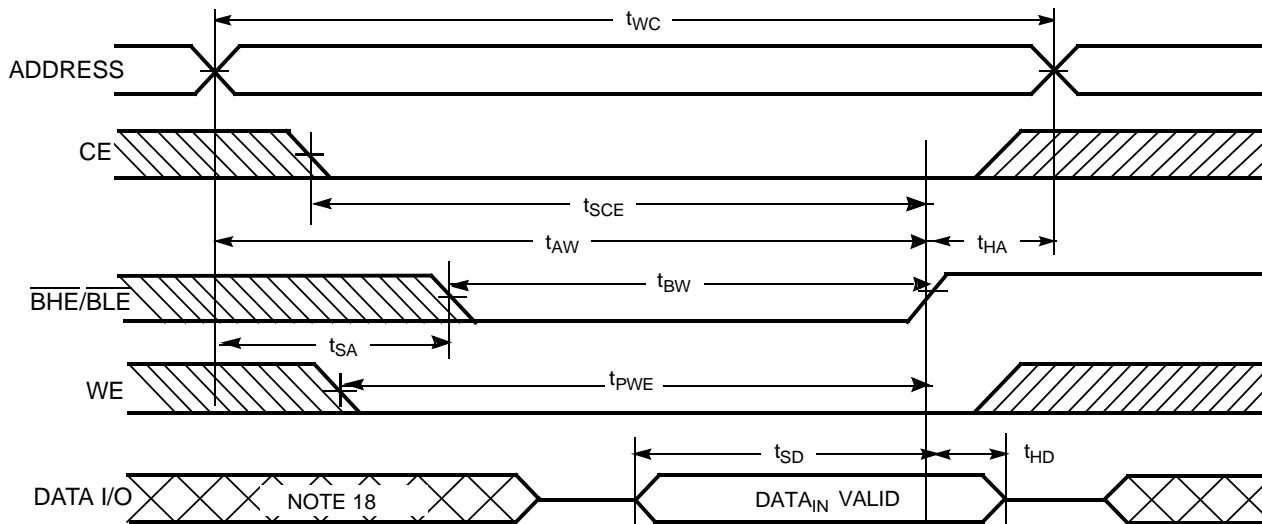 tWC
ADDRESS
CE
tSCE
tAW
tHA
BHE/BLE
tBW
tSA
WE
tPWE
tSD
tHD
DATA I/O
NOTE 18
DATAIN VALID